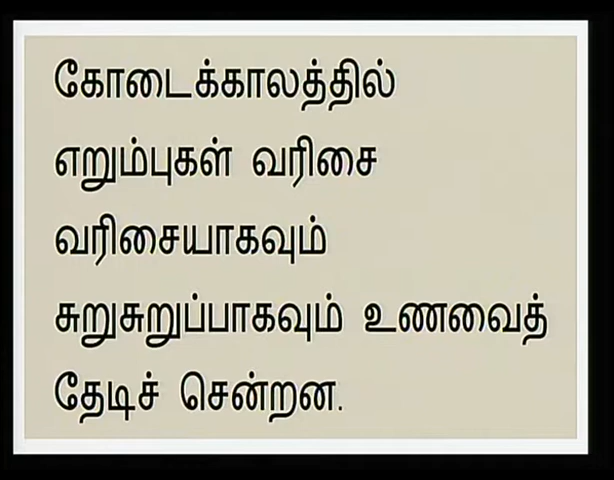 கோடைக்காலத்தில்
எறும்புகள் வரிசை
வரிசையாகவும்
சுறுசுறுப்பாகவும் உணவைத்
தேடிச் சென்றன.